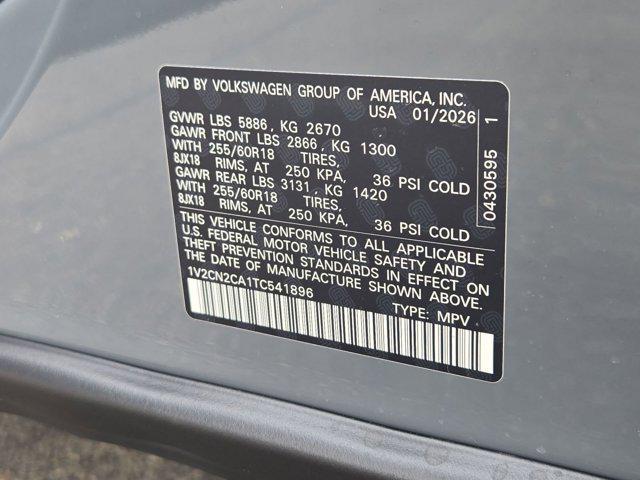 MFD BY VOLKSWAGEN GROUP OF AMERICA, INC.
USA 01/2026
GVWR LBS 5886, KG 2670
GAWR FRONT LBS 2866, KG 1300
WITH 255/60R18 TIRES,
8JX18 RIMS, AT 250 KPA, 36 PSI COLD
GAWR REAR LBS 3131, KG 1420
WITH 255/60R18 TIRES,
8JX18 RIMS, AT 250 KPA, 36 PSI COLD
THIS VEHICLE CONFORMS TO ALL APPLICABLE
U.S. FEDERAL MOTOR VEHICLE SAFETY AND
THEFT PREVENTION STANDARDS IN EFFECT ON
THE DATE OF MANUFACTURE SHOWN ABOVE.
1V2CN2CA1TC541896
TYPE: MPV
0430595 1